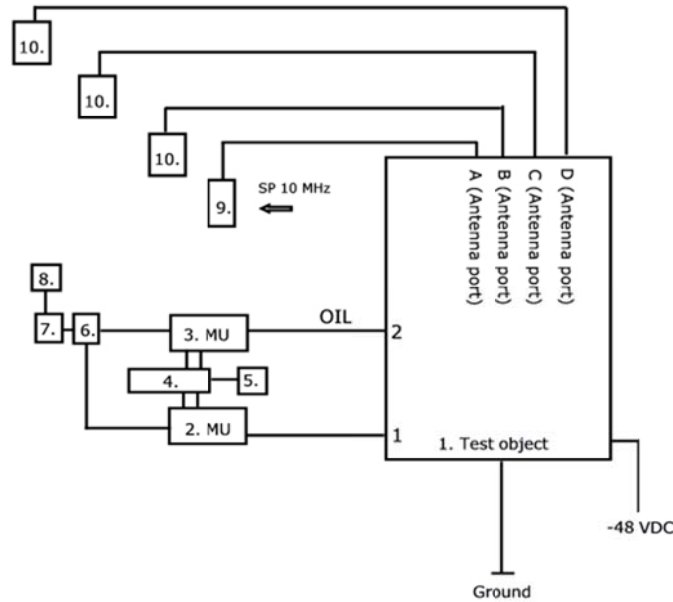 10.
10.
10.
9.
SP 10 MHz
A (Antenna port)
B (Antenna port)
C (Antenna port)
D (Antenna port)
8.
7.
6.
3. MU
OIL
2
4.
5.
2. MU
1
1. Test object
-48 VDC
Ground